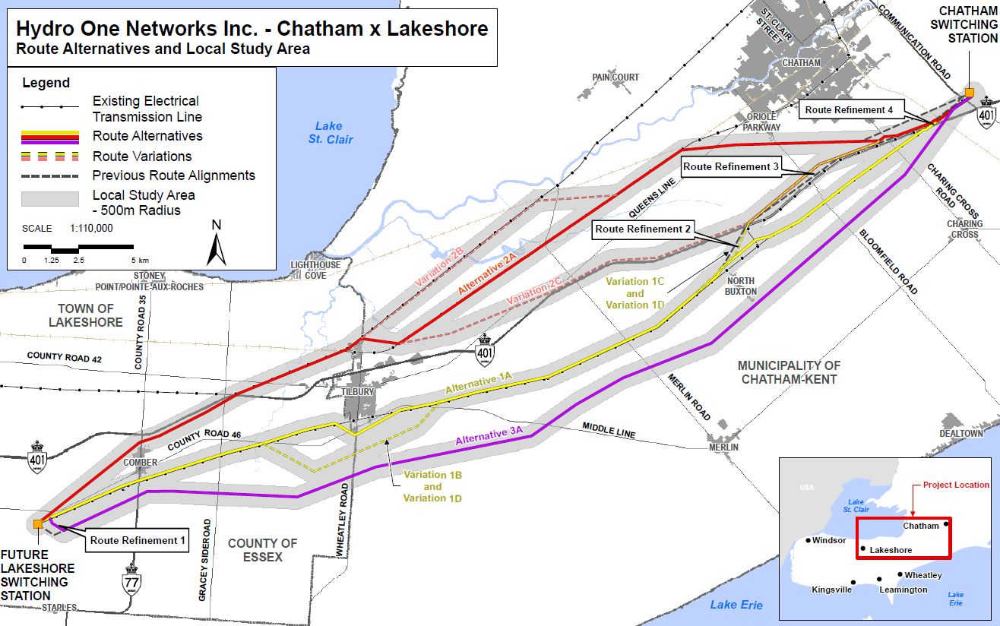 Hydro One Networks Inc. - Chatham x Lakeshore
Route Alternatives and Local Study Area
Legend
Existing Electrical
Transmission Line
Route Alternatives
Route Variations
Previous Route Alignments
Local Study Area
- 500m Radius
SCALE 1:110,000
N
0 1.25 2.5 5 km
CHATHAM
SWITCHING
STATION
COMMUNICATION ROAD
ST. CLAIR
STREET
CHATHAM
PAIN COURT
Lake
St. Clair
ORIOLE
PARKWAY
Route Refinement 4
401
ONTARIO
Route Refinement 3
QUEENS LINE
CHARING CROSS
ROAD
CHARING
CROSS
Route Refinement 2
BLOOMFIELD ROAD
LIGHTHOUSE
COVE
STONEY
POINT/POINTE-AUX-ROCHES
Variation 2B
Alternative 2A
Variation 2C
Variation 1C
and
Variation 1D
NORTH
BUXTON
TOWN OF
LAKESHORE
COUNTY ROAD 35
COUNTY ROAD 42
401
ONTARIO
MUNICIPALITY OF
CHATHAM-KENT
TILBURY
Alternative 1A
MERLIN ROAD
MIDDLE LINE
MERLIN
DEALTOWN
COUNTY ROAD 46
Alternative 3A
401
ONTARIO
COMBER
Variation 1B
and
Variation 1D
WHEATLEY ROAD
Route Refinement 1
COUNTY OF
ESSEX
GRACEY SIDEROAD
FUTURE
LAKESHORE
SWITCHING
STATION
77
ONTARIO
STAPLES
Lake Erie
USA
Project Location
Lake
St. Clair
Chatham
Windsor
Lakeshore
Wheatley
Kingsville
Leamington
Lake
Erie